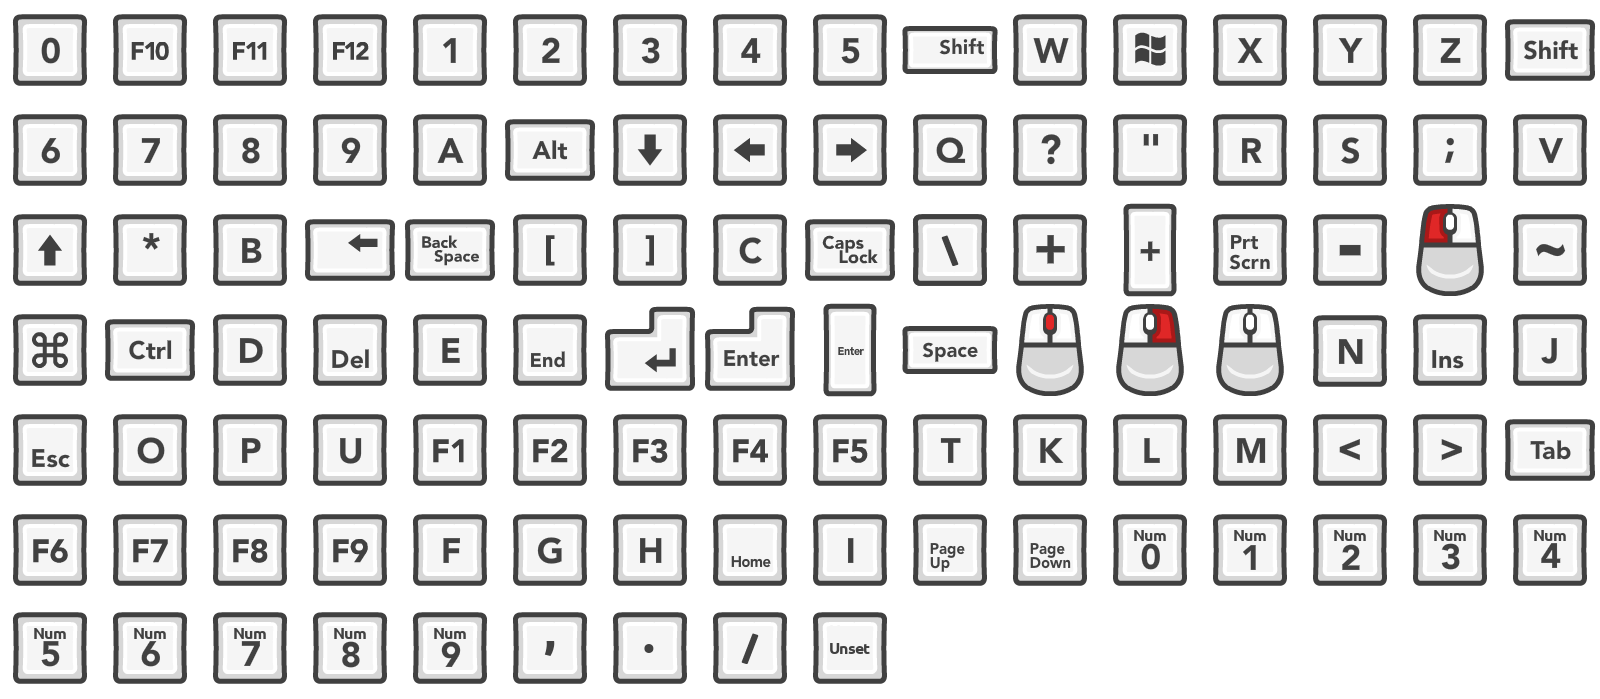 0 F10 F11 F12 1 2 3 4 5 Shift W X Y Z Shift
6 7 8 9 A Alt Q ? " R S ; V
* B Back Space [ ] C Caps Lock \ + + Prt Scrn - ~
⌘ Ctrl D Del E End Enter Enter Space N Ins J
Esc O P U F1 F2 F3 F4 F5 T K L M < > Tab
F6 F7 F8 F9 F G H Home I Page Up Page Down Num 0 Num 1 Num 2 Num 3 Num 4
Num 5 Num 6 Num 7 Num 8 Num 9 , . / Unset